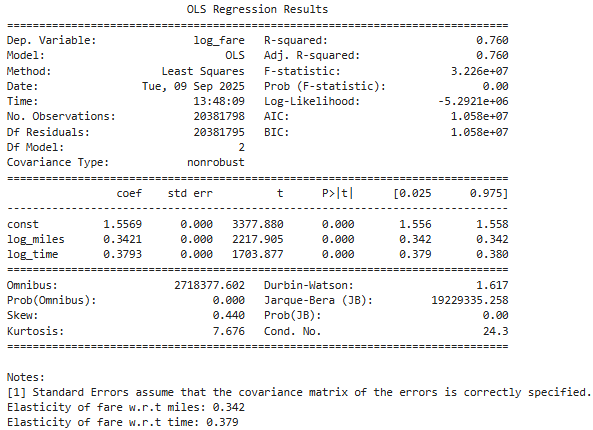 OLS Regression Results
==============================================================================
Dep. Variable: log_fare R-squared: 0.760
Model: OLS Adj. R-squared: 0.760
Method: Least Squares F-statistic: 3.226e+07
Date: Tue, 09 Sep 2025 Prob (F-statistic): 0.00
Time: 13:48:09 Log-Likelihood: -5.2921e+06
No. Observations: 20381798 AIC: 1.058e+07
Df Residuals: 20381795 BIC: 1.058e+07
Df Model: 2
Covariance Type: nonrobust
==============================================================================
coef std err t P>|t| [0.025 0.975]
------------------------------------------------------------------------------
const 1.5569 0.000 3377.880 0.000 1.556 1.558
log_miles 0.3421 0.000 2217.905 0.000 0.342 0.342
log_time 0.3793 0.000 1703.877 0.000 0.379 0.380
==============================================================================
Omnibus: 2718377.602 Durbin-Watson: 1.617
Prob(Omnibus): 0.000 Jarque-Bera (JB): 19229335.258
Skew: 0.440 Prob(JB): 0.00
Kurtosis: 7.676 Cond. No. 24.3
==============================================================================
Notes:
[1] Standard Errors assume that the covariance matrix of the errors is correctly specified.
Elasticity of fare w.r.t miles: 0.342
Elasticity of fare w.r.t time: 0.379